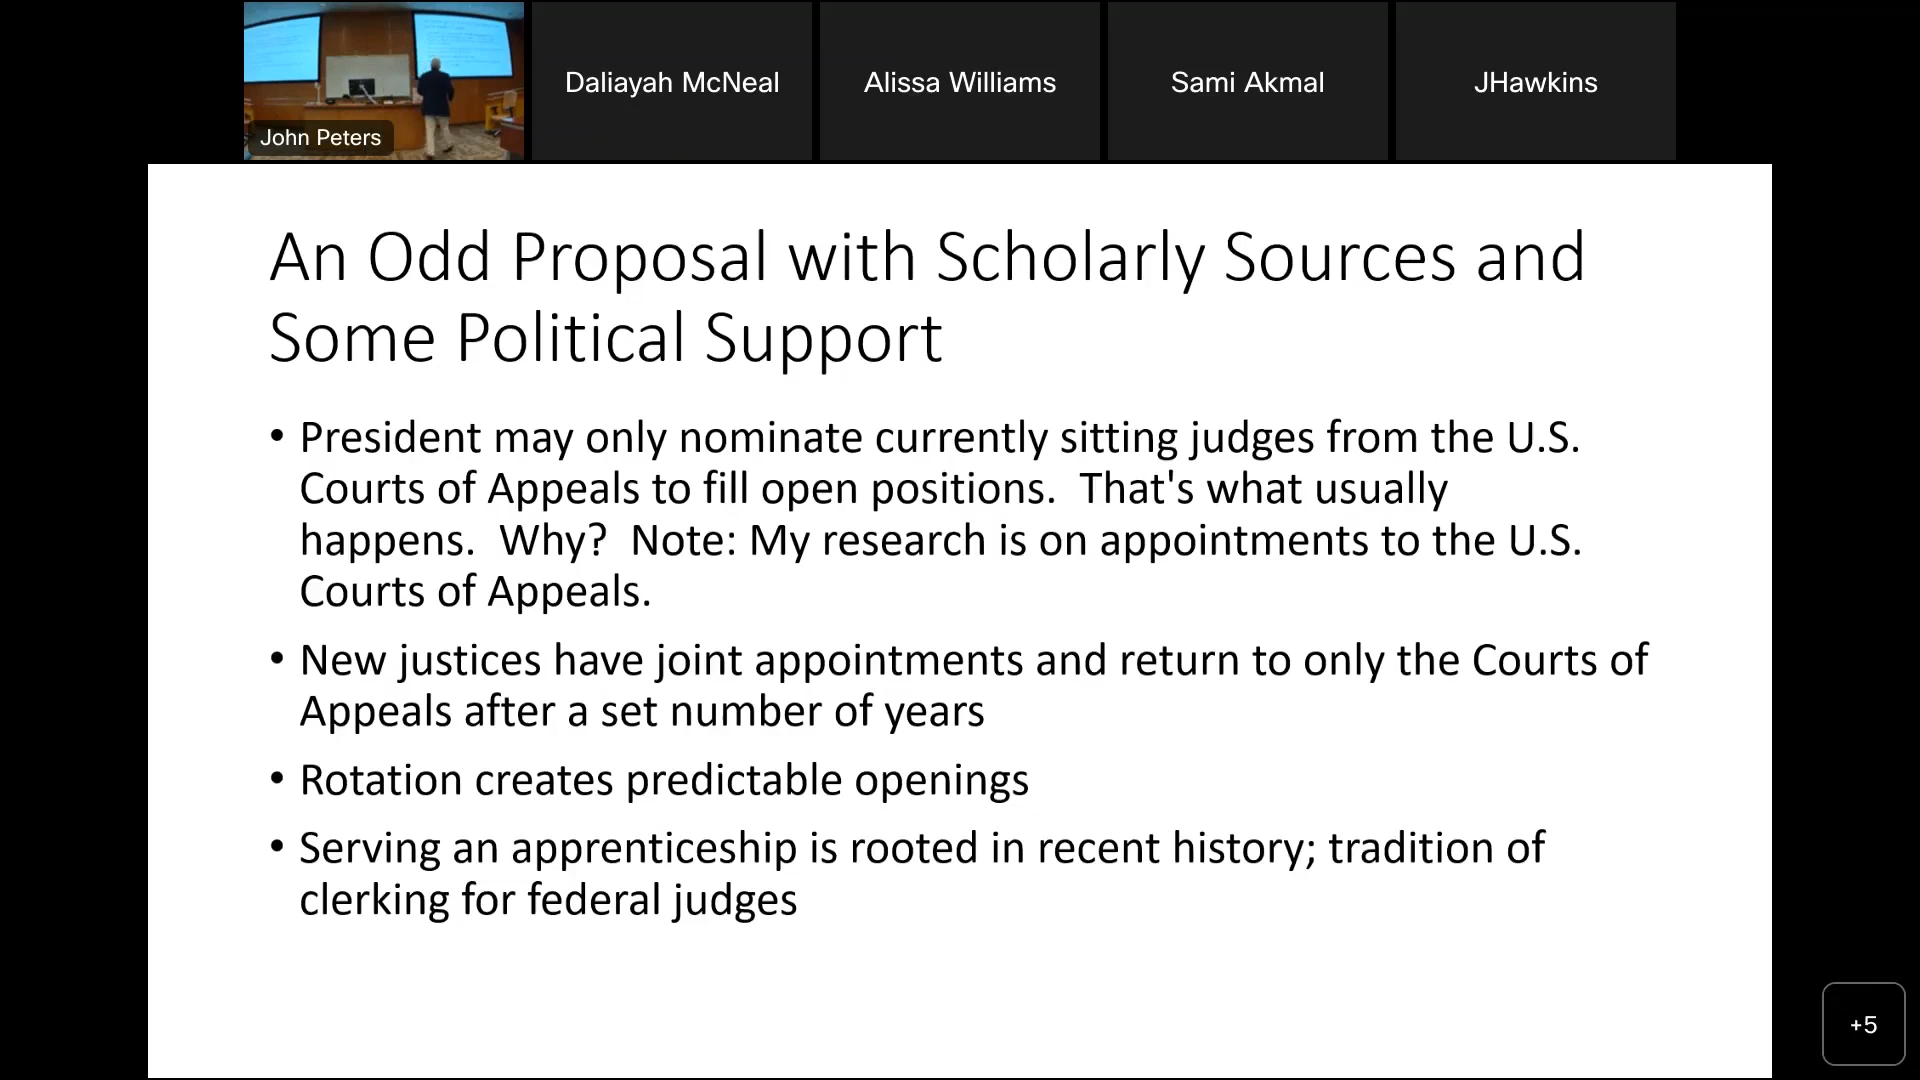 John Peters
Daliayah McNeal
Alissa Williams
Sami Akmal
JHawkins
An Odd Proposal with Scholarly Sources and
Some Political Support
• President may only nominate currently sitting judges from the U.S.
Courts of Appeals to fill open positions.  That's what usually
happens.  Why?  Note: My research is on appointments to the U.S.
Courts of Appeals.
• New justices have joint appointments and return to only the Courts of
Appeals after a set number of years
• Rotation creates predictable openings
• Serving an apprenticeship is rooted in recent history; tradition of
clerking for federal judges
+5